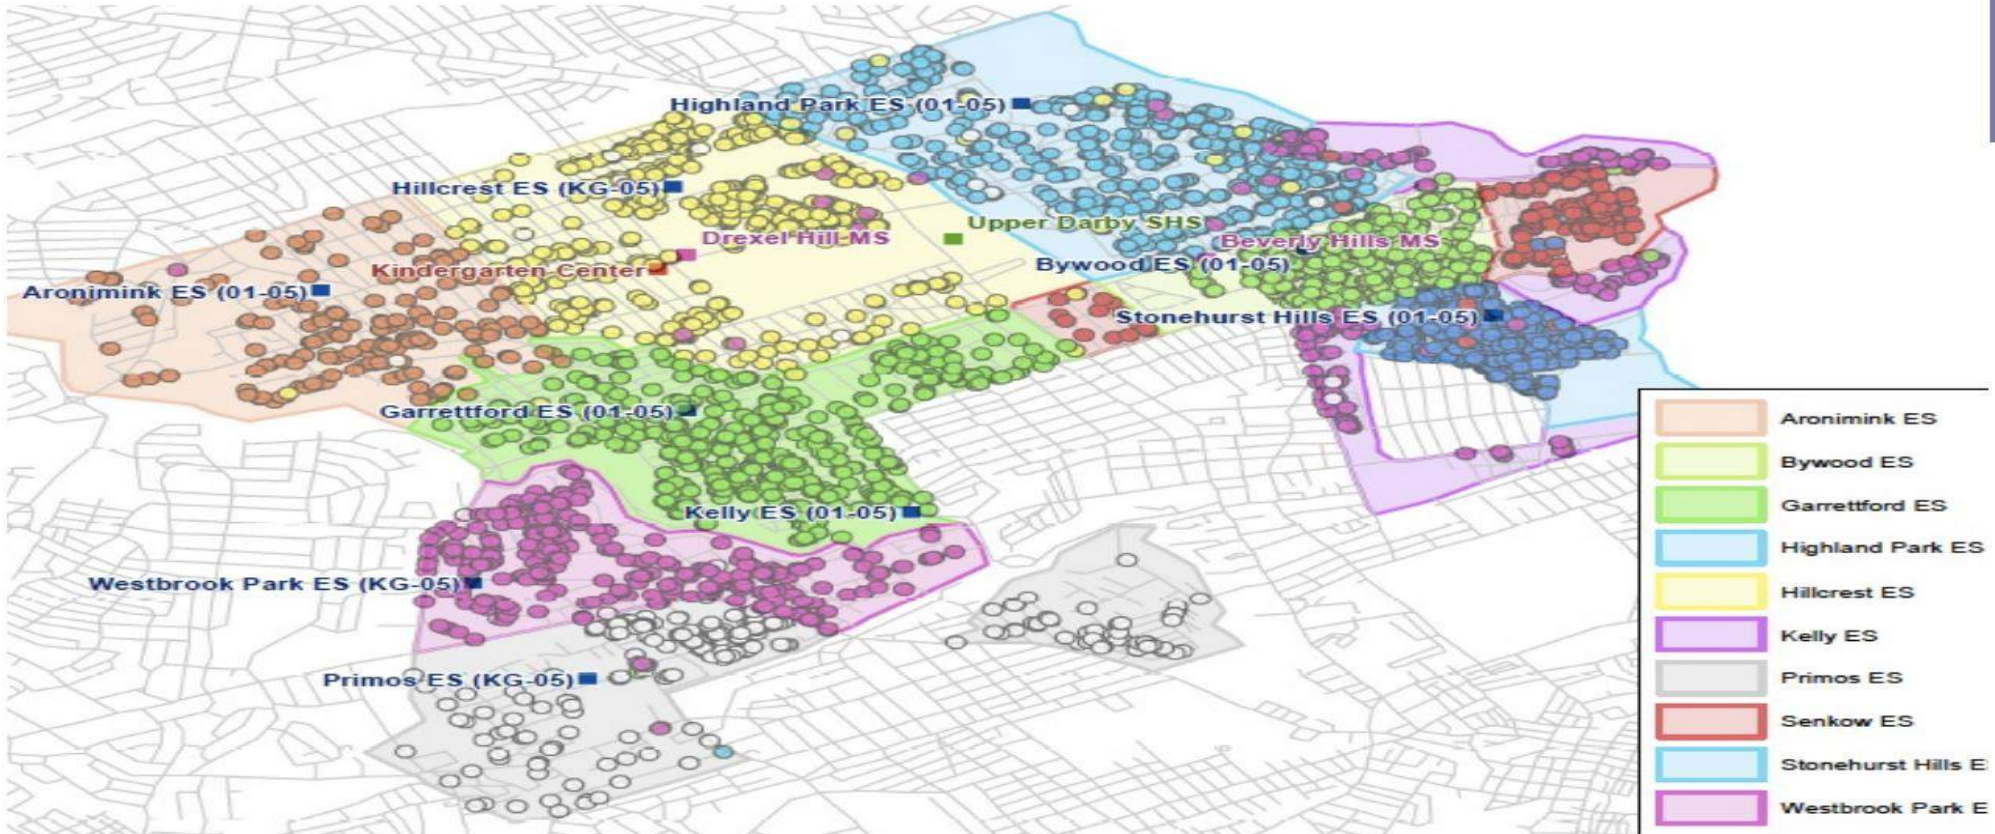 Highland Park ES (01-05)
Hillcrest ES (KG-05)
Upper Darby SHS
Drexel Hill MS
Beverly Hills MS
Kindergarten Center
Bywood ES (01-05)
Aronimink ES (01-05)
Stonehurst Hills ES (01-05)
Garrettford ES (01-05)
Kelly ES (01-05)
Westbrook Park ES (KG-05)
Primos ES (KG-05)
Aronimink ES
Bywood ES
Garrettford ES
Highland Park ES
Hillcrest ES
Kelly ES
Primos ES
Senkow ES
Stonehurst Hills E
Westbrook Park E